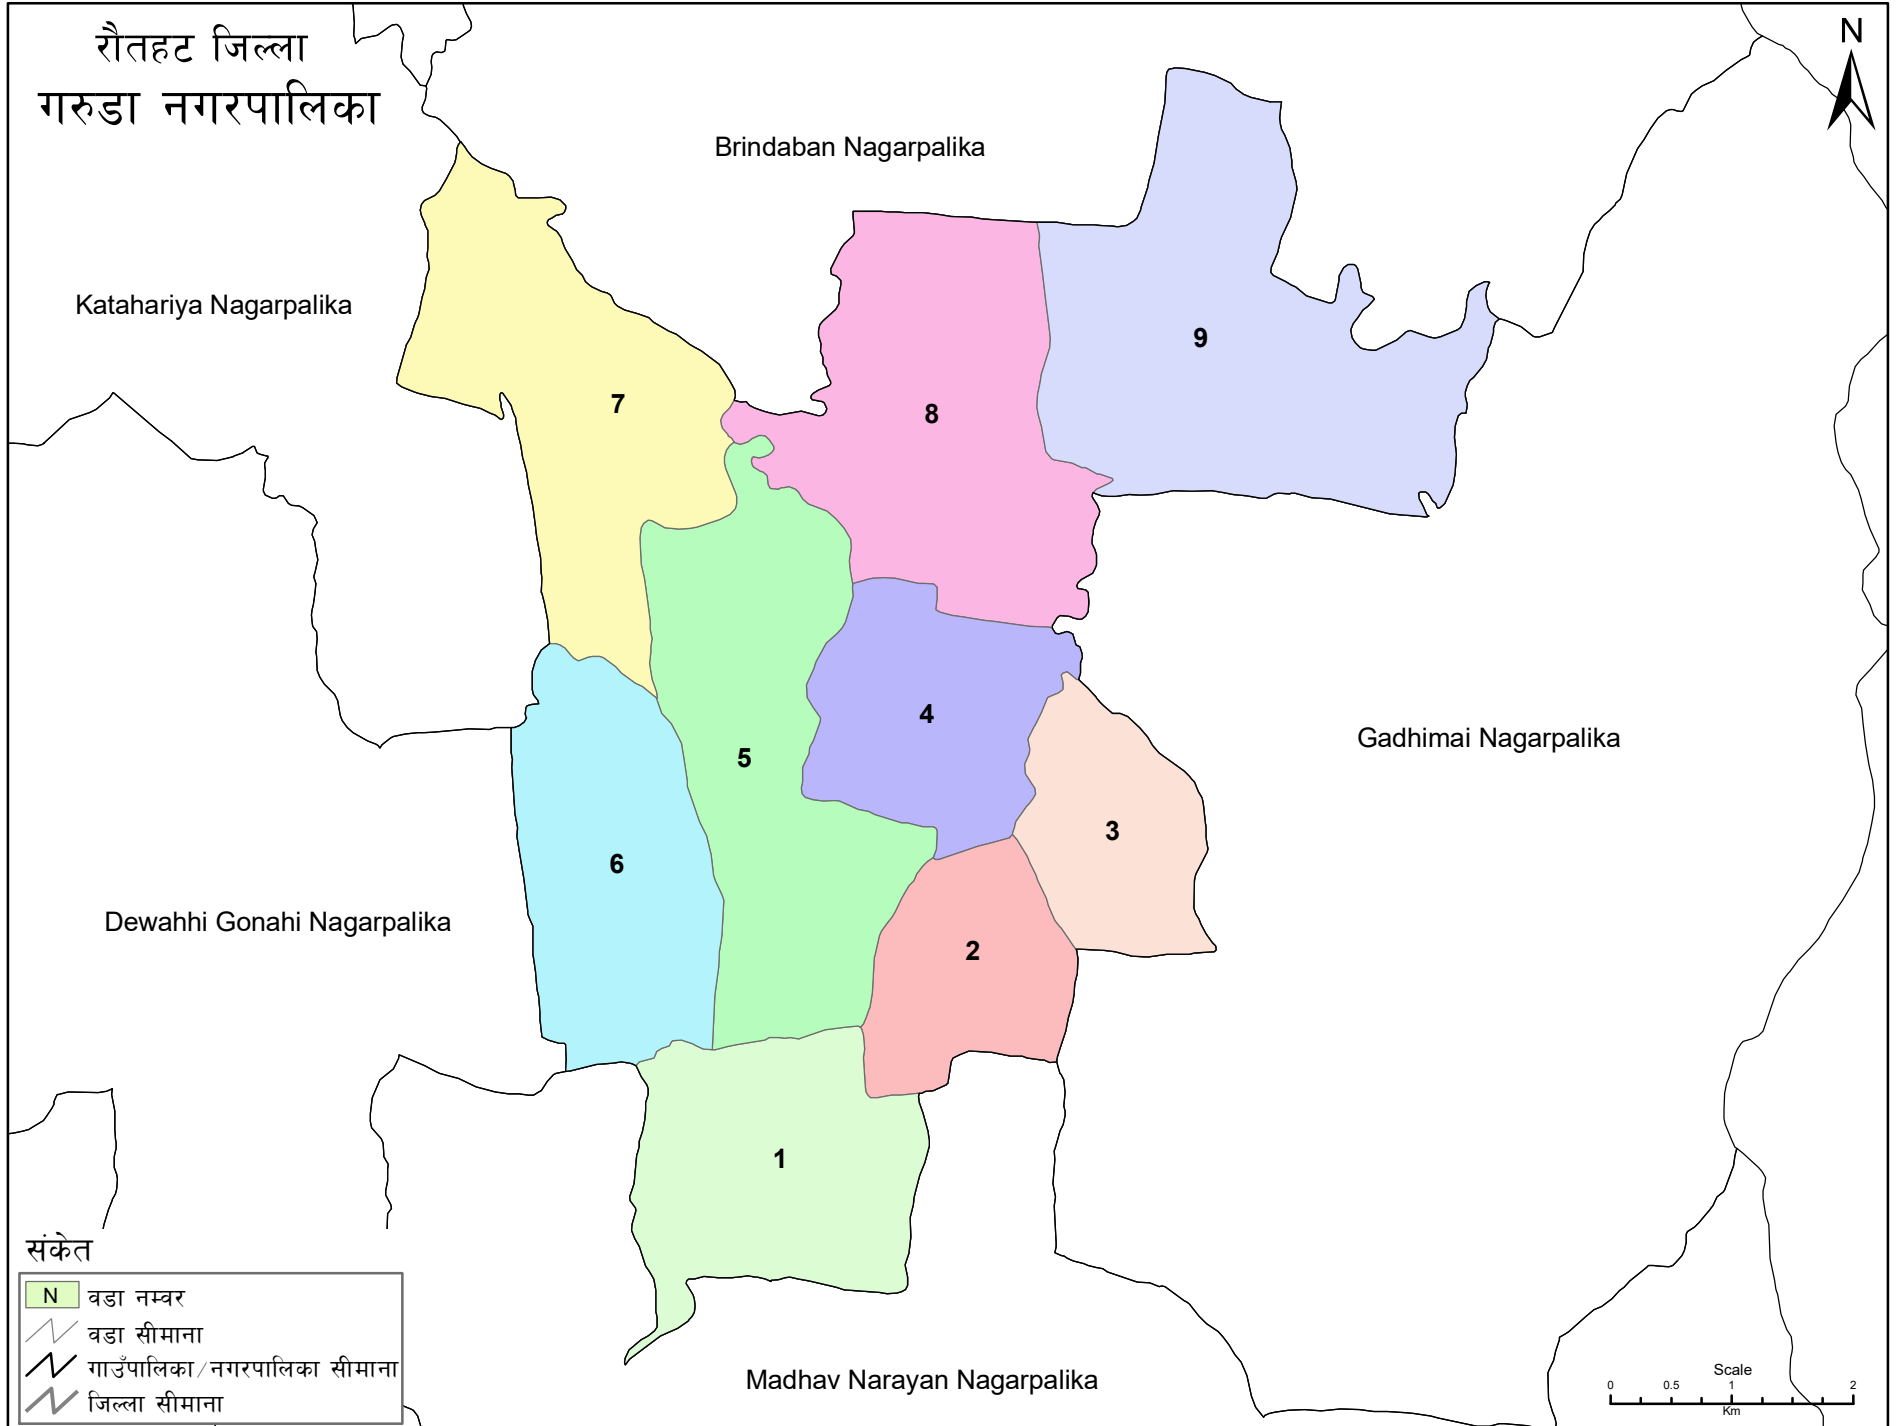 रौतहट जिल्ला
गरुडा नगरपालिका
N
Brindaban Nagarpalika
Katahariya Nagarpalika
9
7
8
4
Gadhimai Nagarpalika
5
3
6
Dewahhi Gonahi Nagarpalika
2
1
संकेत
N वडा नम्वर
वडा सीमाना
गाउँपालिका/नगरपालिका सीमाना
जिल्ला सीमाना
Madhav Narayan Nagarpalika
Scale
0 0.5 1 2
Km